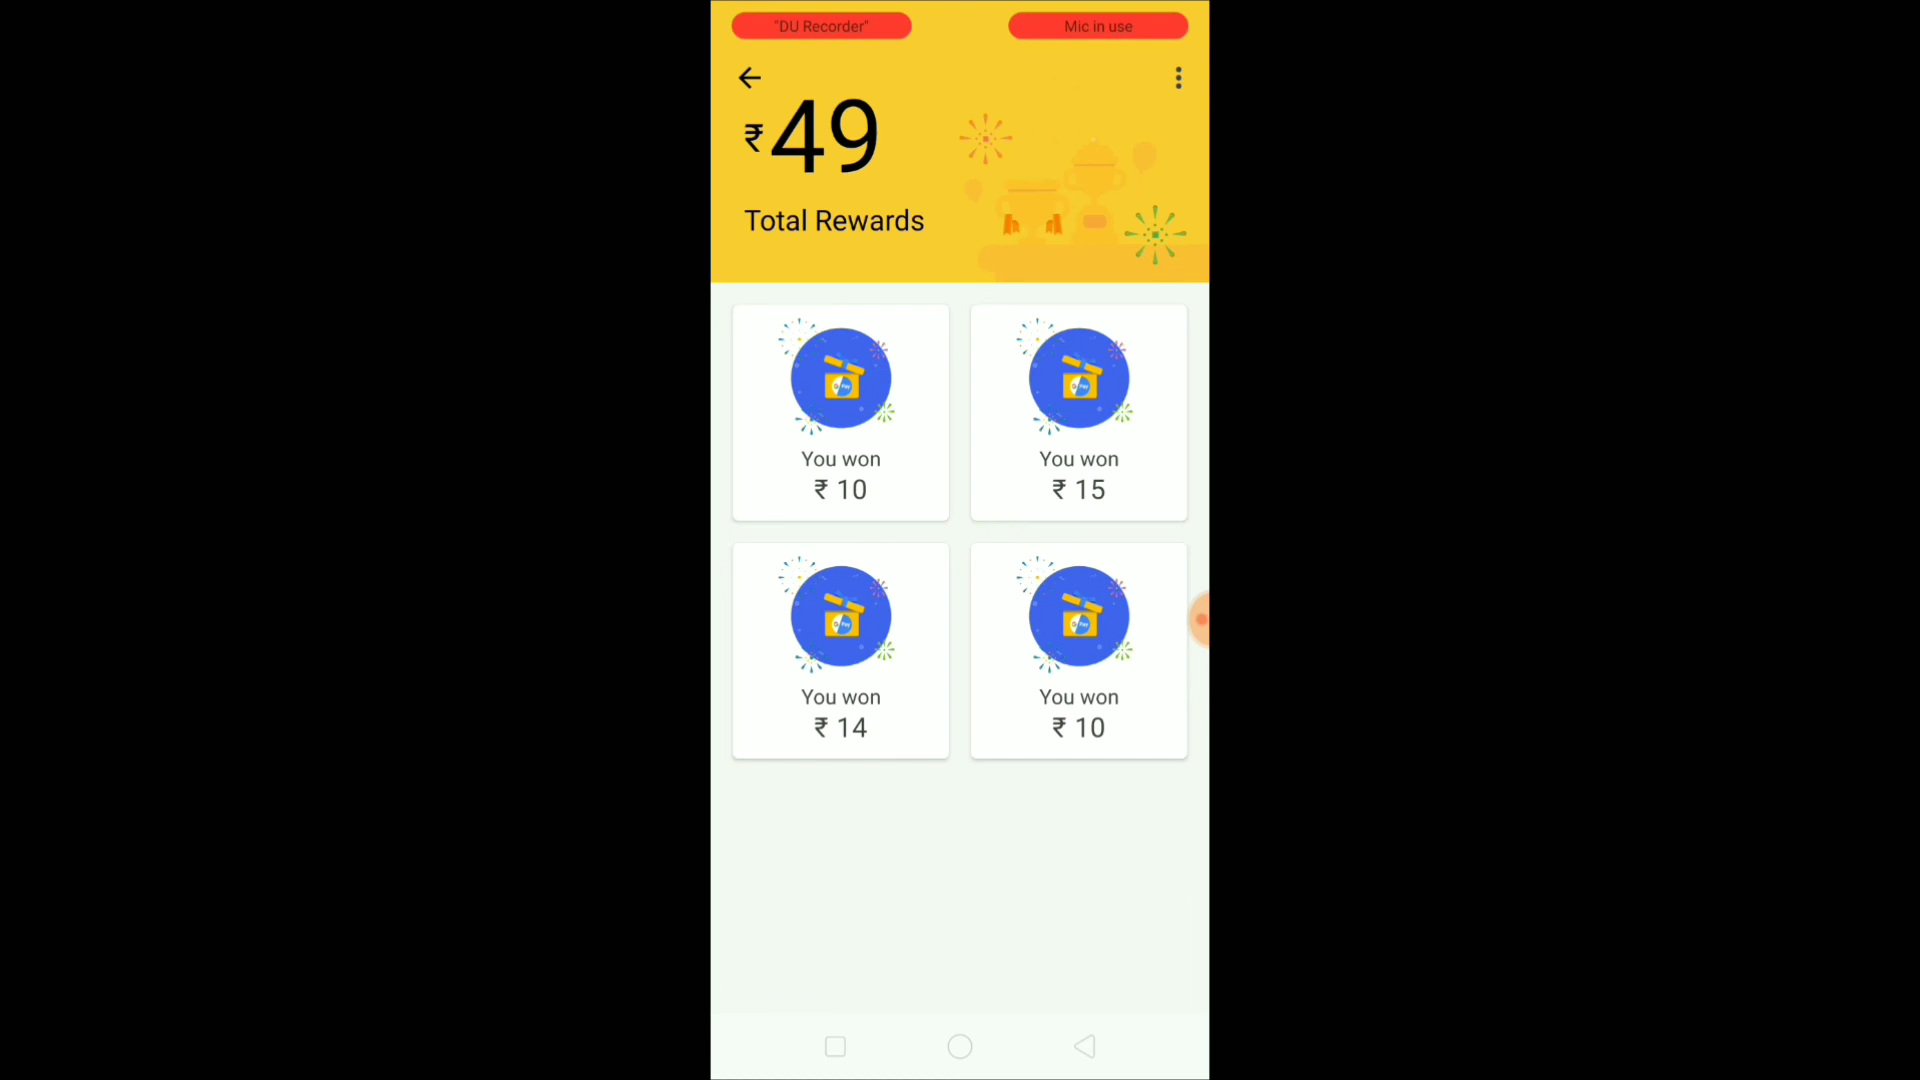 "DU Recorder"
Mic in use
₹49
Total Rewards
You won
₹ 10
You won
₹ 15
You won
₹ 14
You won
₹ 10